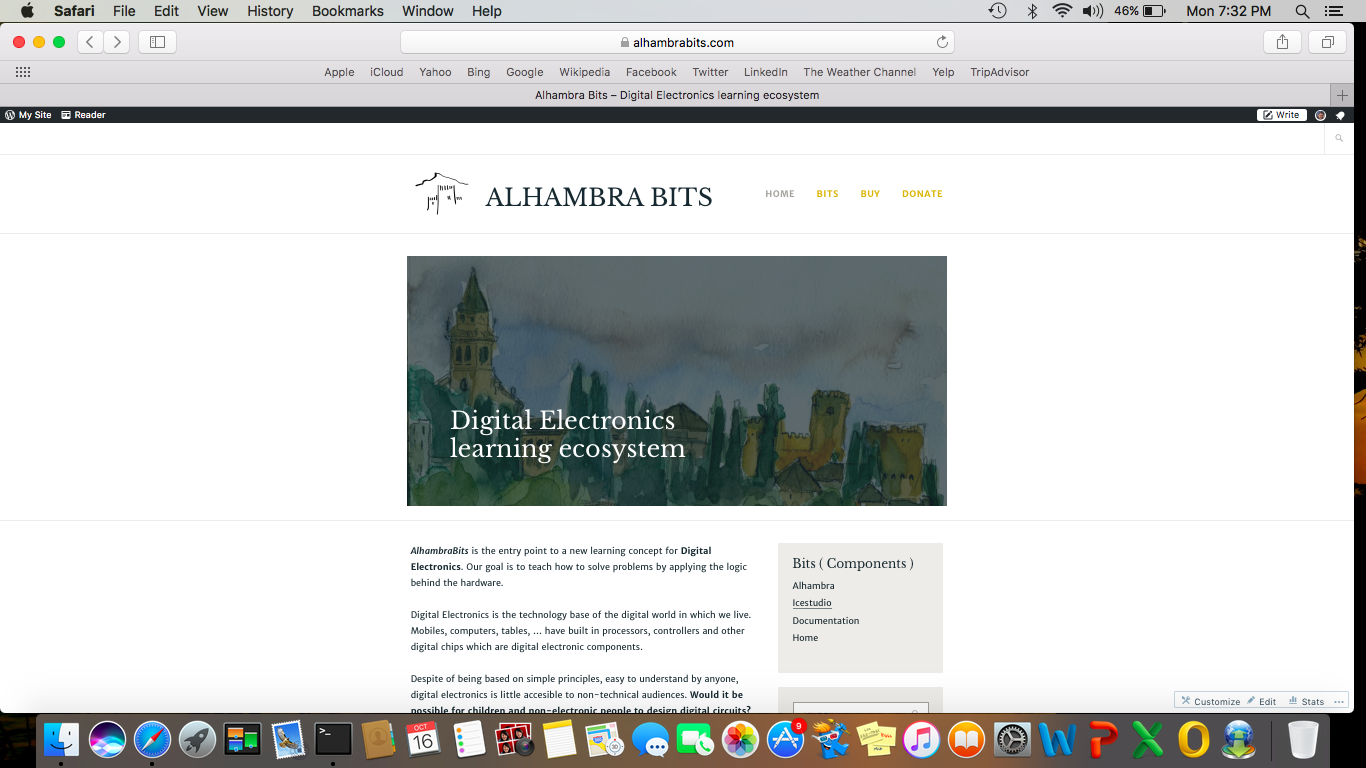 Safari File Edit View History Bookmarks Window Help 46% Mon 7:32 PM
alhambrabits.com
Apple iCloud Yahoo Bing Google Wikipedia Facebook Twitter LinkedIn The Weather Channel Yelp TripAdvisor
Alhambra Bits – Digital Electronics learning ecosystem
My Site Reader Write
ALHAMBRA BITS
HOME BITS BUY DONATE
Digital Electronics
learning ecosystem
AlhambraBits is the entry point to a new learning concept for Digital
Electronics. Our goal is to teach how to solve problems by applying the logic
behind the hardware.
Digital Electronics is the technology base of the digital world in which we live.
Mobiles, computers, tables, ... have built in processors, controllers and other
digital chips which are digital electronic components.
Despite of being based on simple principles, easy to understand by anyone,
digital electronics is little accesible to non-technical audiences. Would it be
possible for children and non-electronic people to design digital circuits?
Bits ( Components )
Alhambra
Icestudio
Documentation
Home
Customize Edit Stats
OCT
16
9